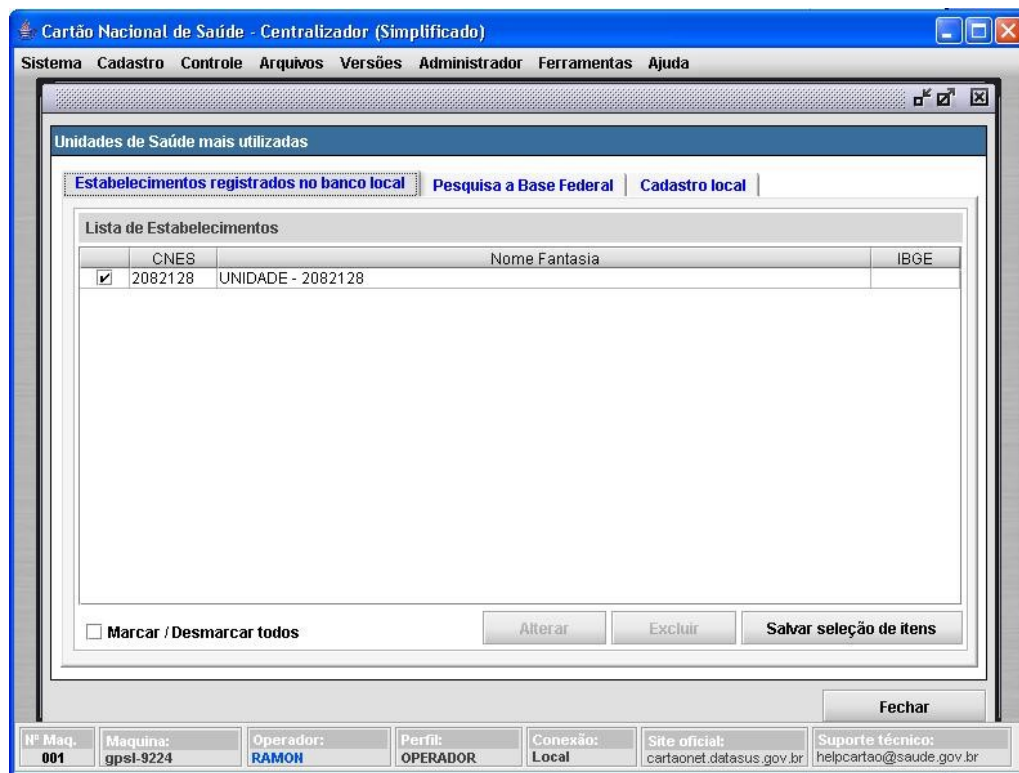 Cartão Nacional de Saúde - Centralizador (Simplificado)
Sistema Cadastro Controle Arquivos Versões Administrador Ferramentas Ajuda
Unidades de Saúde mais utilizadas
Estabelecimentos registrados no banco local Pesquisa a Base Federal Cadastro local
Lista de Estabelecimentos
CNES Nome Fantasia IBGE
2082128 UNIDADE - 2082128
Marcar / Desmarcar todos Alterar Excluir Salvar seleção de itens
Fechar
Nº Maq. Maquina: Operador: Perfil: Conexão: Site oficial: Suporte técnico:
001 gpsl-9224 RAMON OPERADOR Local cartaonet.datasus.gov.br helpcartao@saude.gov.br